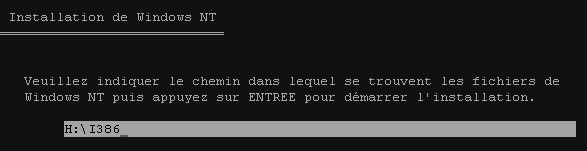 Installation de Windows NT
Veuillez indiquer le chemin dans lequel se trouvent les fichiers de
Windows NT puis appuyez sur ENTREE pour démarrer l'installation.
H:\I386_